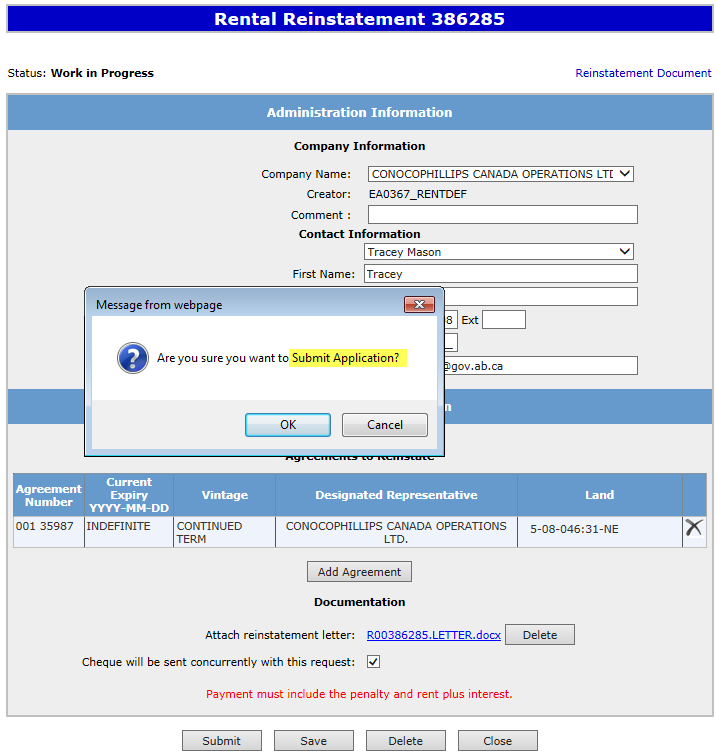 Rental Reinstatement 386285
Status: Work in Progress
Reinstatement Document
Administration Information
Company Information
Company Name: CONOCOPHILLIPS CANADA OPERATIONS LTD
Creator: EA0367_RENTDEF
Comment :
Contact Information
Tracey Mason
First Name: Tracey
8 Ext
@gov.ab.ca
Message from webpage
Are you sure you want to Submit Application?
OK Cancel
Agreements to Reinstate
Agreement Number
Current Expiry YYYY-MM-DD
Vintage
Designated Representative
Land
001 35987
INDEFINITE
CONTINUED TERM
CONOCOPHILLIPS CANADA OPERATIONS LTD.
5-08-046:31-NE
Add Agreement
Documentation
Attach reinstatement letter: R00386285.LETTER.docx Delete
Cheque will be sent concurrently with this request:
Payment must include the penalty and rent plus interest.
Submit Save Delete Close